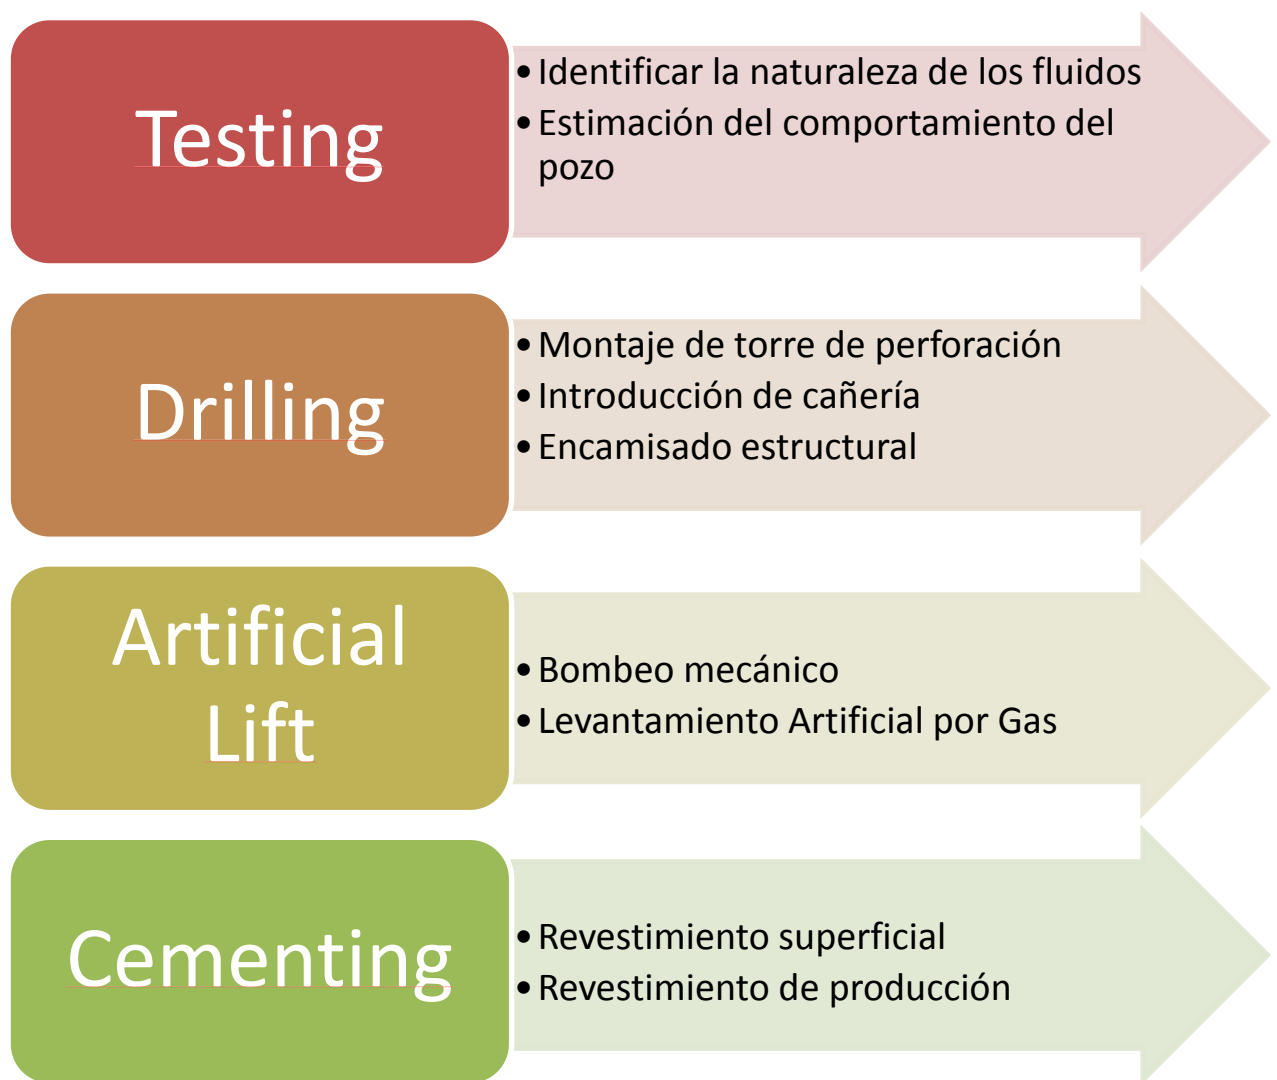 Testing
• Identificar la naturaleza de los fluidos
• Estimación del comportamiento del
pozo
Drilling
• Montaje de torre de perforación
• Introducción de cañería
• Encamisado estructural
Artificial
Lift
• Bombeo mecánico
• Levantamiento Artificial por Gas
Cementing
• Revestimiento superficial
• Revestimiento de producción